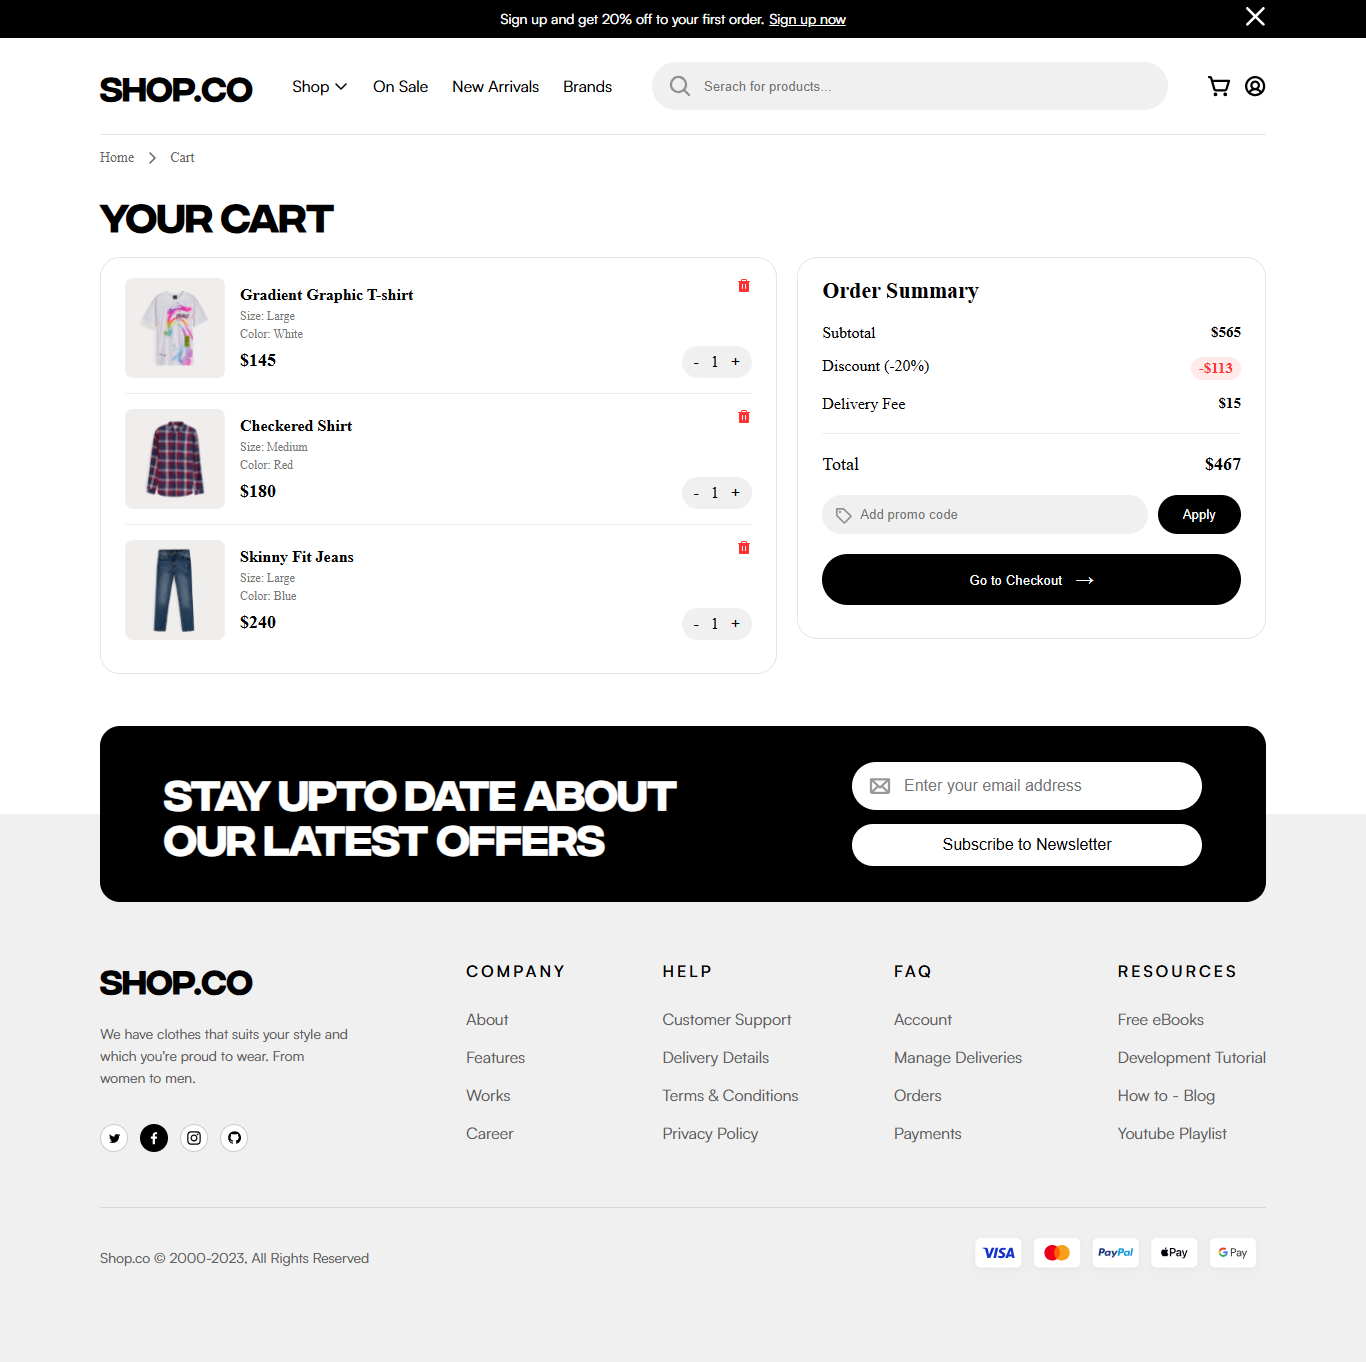 Sign up and get 20% off to your first order. Sign up now
SHOP.CO
Shop
On Sale
New Arrivals
Brands
Serach for products...
Home
Cart
YOUR CART
Gradient Graphic T-shirt
Size: Large
Color: White
$145
- 1 +
Checkered Shirt
Size: Medium
Color: Red
$180
- 1 +
Skinny Fit Jeans
Size: Large
Color: Blue
$240
- 1 +
Order Summary
Subtotal $565
Discount (-20%) -$113
Delivery Fee $15
Total $467
Add promo code
Apply
Go to Checkout →
STAY UPTO DATE ABOUT
OUR LATEST OFFERS
Enter your email address
Subscribe to Newsletter
SHOP.CO
We have clothes that suits your style and
which you're proud to wear. From
women to men.
COMPANY
About
Features
Works
Career
HELP
Customer Support
Delivery Details
Terms & Conditions
Privacy Policy
FAQ
Account
Manage Deliveries
Orders
Payments
RESOURCES
Free eBooks
Development Tutorial
How to - Blog
Youtube Playlist
Shop.co © 2000-2023, All Rights Reserved
VISA
PayPal
Pay
G Pay